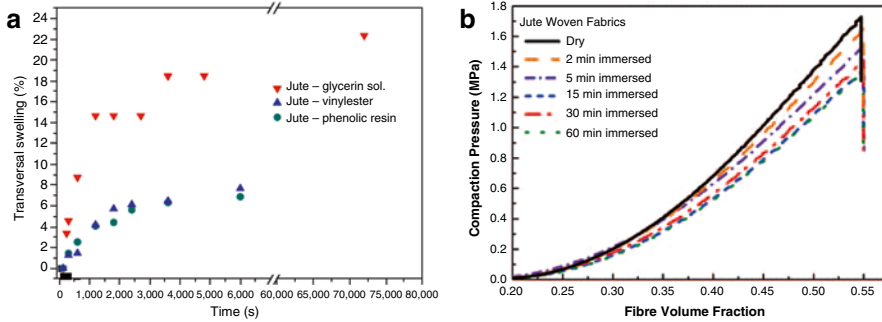 a
24
22
20
18
16
14
12
10
8
6
4
2
0
Transversal swelling (%)
Jute – glycerin sol.
Jute – vinylester
Jute – phenolic resin
0 1,000 2,000 3,000 4,000 5,000 6,000 60,000 65,000 70,000 75,000 80,000
Time (s)
b
1.8
1.6
1.4
1.2
1.0
0.8
0.6
0.4
0.2
0.0
Compaction Pressure (MPa)
Jute Woven Fabrics
Dry
2 min immersed
5 min immersed
15 min immersed
30 min immersed
60 min immersed
0.20 0.25 0.30 0.35 0.40 0.45 0.50 0.55
Fibre Volume Fraction